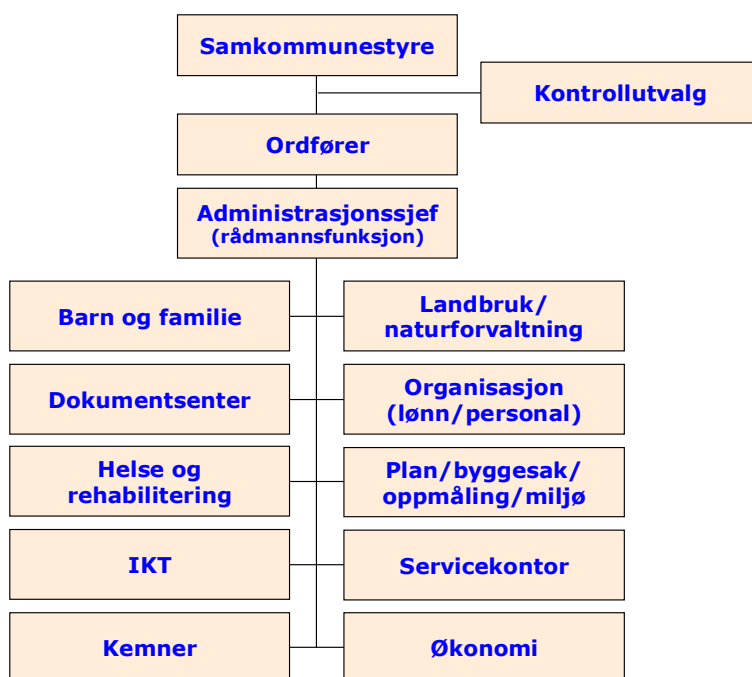 Samkommunestyre
Kontrollutvalg
Ordfører
Administrasjonssjef
(rådmannsfunksjon)
Barn og familie
Landbruk/
naturforvaltning
Dokumentsenter
Organisasjon
(lønn/personal)
Helse og
rehabilitering
Plan/byggesak/
oppmåling/miljø
IKT
Servicekontor
Kemner
Økonomi